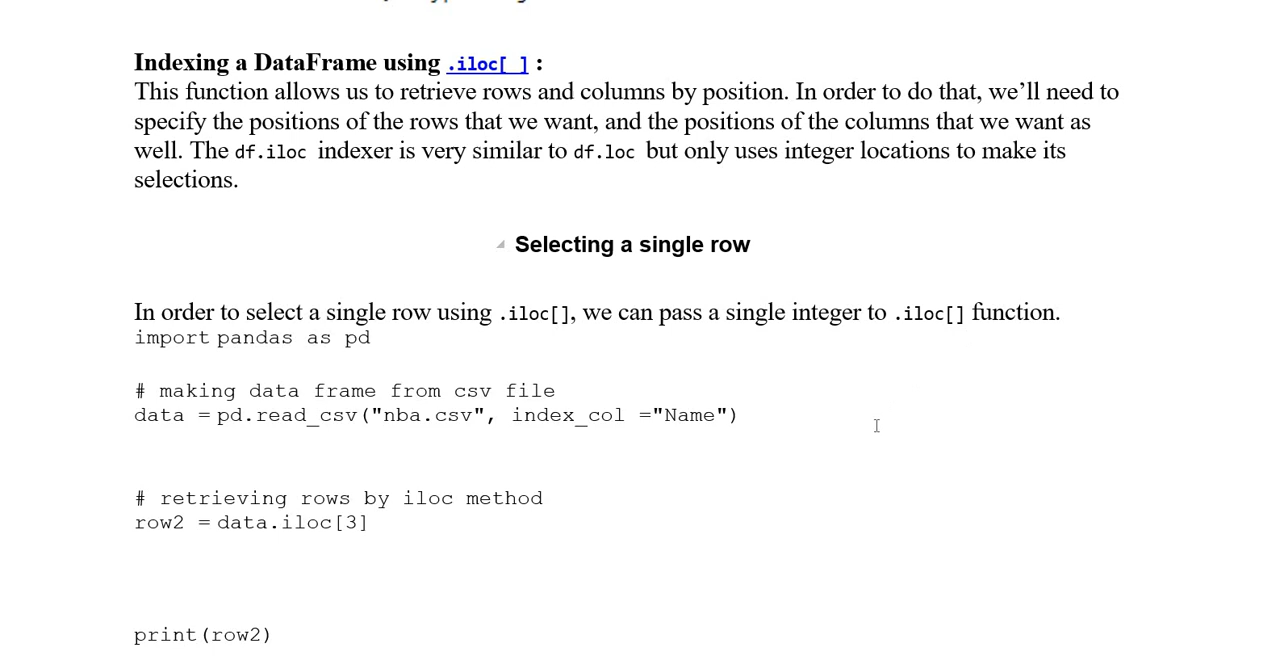 Indexing a DataFrame using .iloc[ ] :
This function allows us to retrieve rows and columns by position. In order to do that, we’ll need to
specify the positions of the rows that we want, and the positions of the columns that we want as
well. The df.iloc indexer is very similar to df.loc but only uses integer locations to make its
selections.
Selecting a single row
In order to select a single row using .iloc[], we can pass a single integer to .iloc[] function.
import pandas as pd
# making data frame from csv file
data = pd.read_csv("nba.csv", index_col ="Name")
# retrieving rows by iloc method
row2 = data.iloc[3]
print(row2)